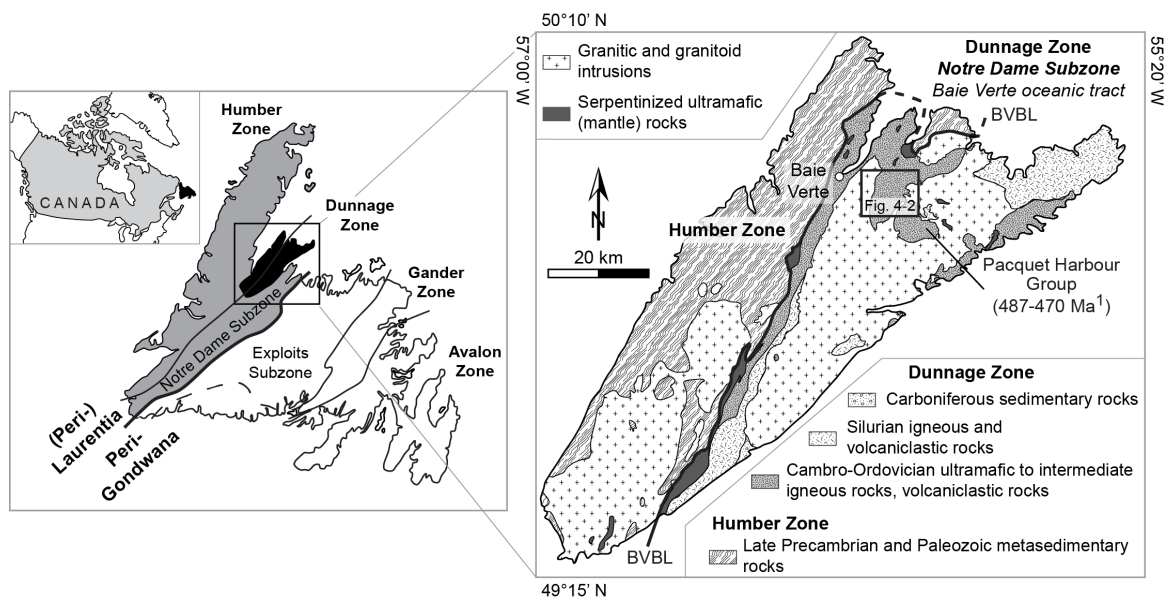 50°10’ N
57°00’ W
55°20’ W
Granitic and granitoid
intrusions
Serpentinized ultramafic
(mantle) rocks
Dunnage Zone
Notre Dame Subzone
Baie Verte oceanic tract
BVBL
Baie
Verte
Fig. 4-2
Humber Zone
N
20 km
Pacquet Harbour
Group
(487-470 Ma1)
Dunnage Zone
Carboniferous sedimentary rocks
Silurian igneous and
volcaniclastic rocks
Cambro-Ordovician ultramafic to intermediate
igneous rocks, volcaniclastic rocks
Humber Zone
Late Precambrian and Paleozoic metasedimentary
rocks
BVBL
49°15’ N
CANADA
Humber
Zone
Dunnage
Zone
Gander
Zone
Notre Dame Subzone
Exploits
Subzone
Avalon
Zone
(Peri-)
Laurentia
Peri-
Gondwana